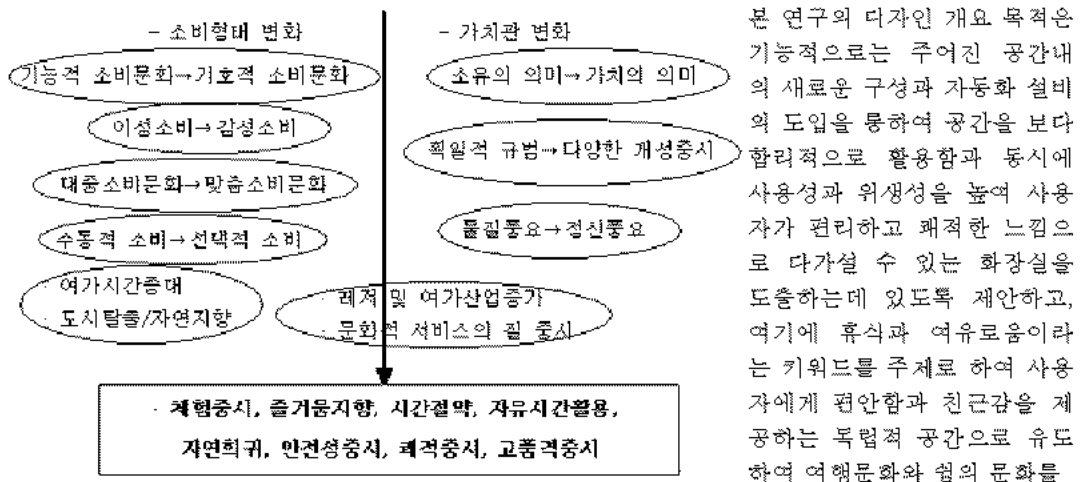 - 소비형태 변화
기능적 소비문화→기호적 소비문화
이성소비→감성소비
대중소비문화→맞춤소비문화
수동적 소비→선택적 소비
· 여가시간증대
· 도시탈출/자연지향
- 가치관 변화
소유의 의미→가치의 의미
획일적 규범→다양한 개성중시
물질풍요→정신풍요
· 레져 및 여가산업증가
· 문화적 서비스의 질 중시
· 체험중시, 즐거움지향, 시간절약, 자유시간활용,
자연회귀, 안전성중시, 쾌적중시, 고품격중시
본 연구의 디자인 개요 목적은
기능적으로는 주어진 공간내
의 새로운 구성과 자동화 설비
의 도입을 통하여 공간을 보다
합리적으로 활용함과 동시에
사용성과 위생성을 높여 사용
자가 편리하고 쾌적한 느낌으
로 다가설 수 있는 화장실을
도출하는데 있도록 제안하고,
여기에 휴식과 여유로움이라
는 키워드를 주제로 하여 사용
자에게 편안함과 친근감을 제
공하는 독립적 공간으로 유도
하여 여행문화와 쉼의 문화를